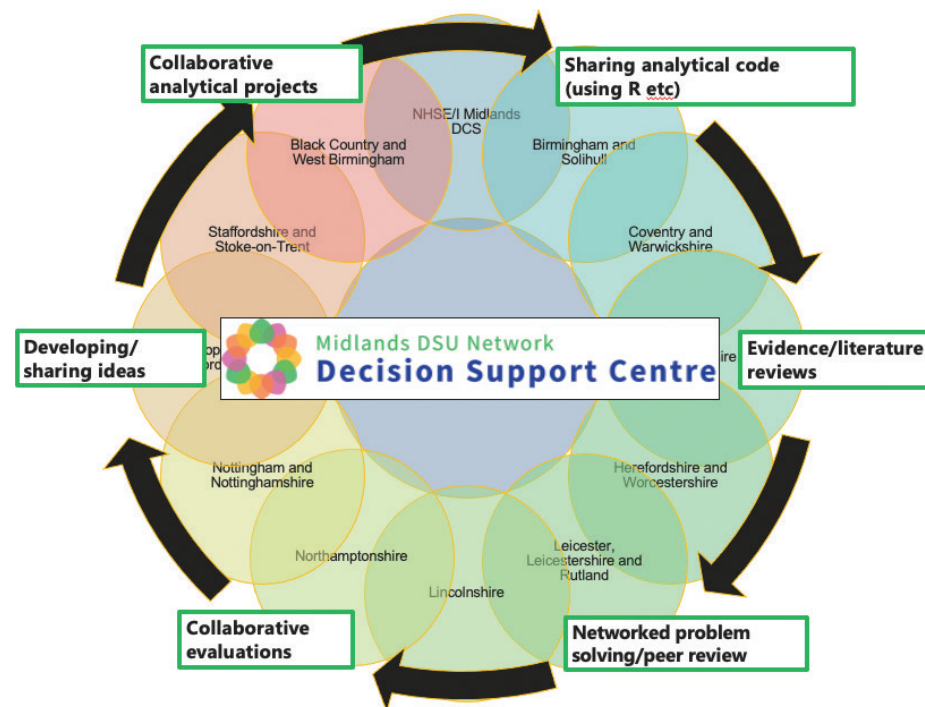 Collaborative
analytical projects
Sharing analytical code
(using R etc)
NHSE/I Midlands
DCS
Black Country and
West Birmingham
Birmingham and
Solihull
Staffordshire and
Stoke-on-Trent
Coventry and
Warwickshire
Developing/
sharing ideas
Midlands DSU Network
Decision Support Centre
Evidence/literature
reviews
Nottingham and
Nottinghamshire
Herefordshire and
Worcestershire
Northamptonshire
Leicester,
Leicestershire and
Rutland
Lincolnshire
Collaborative
evaluations
Networked problem
solving/peer review